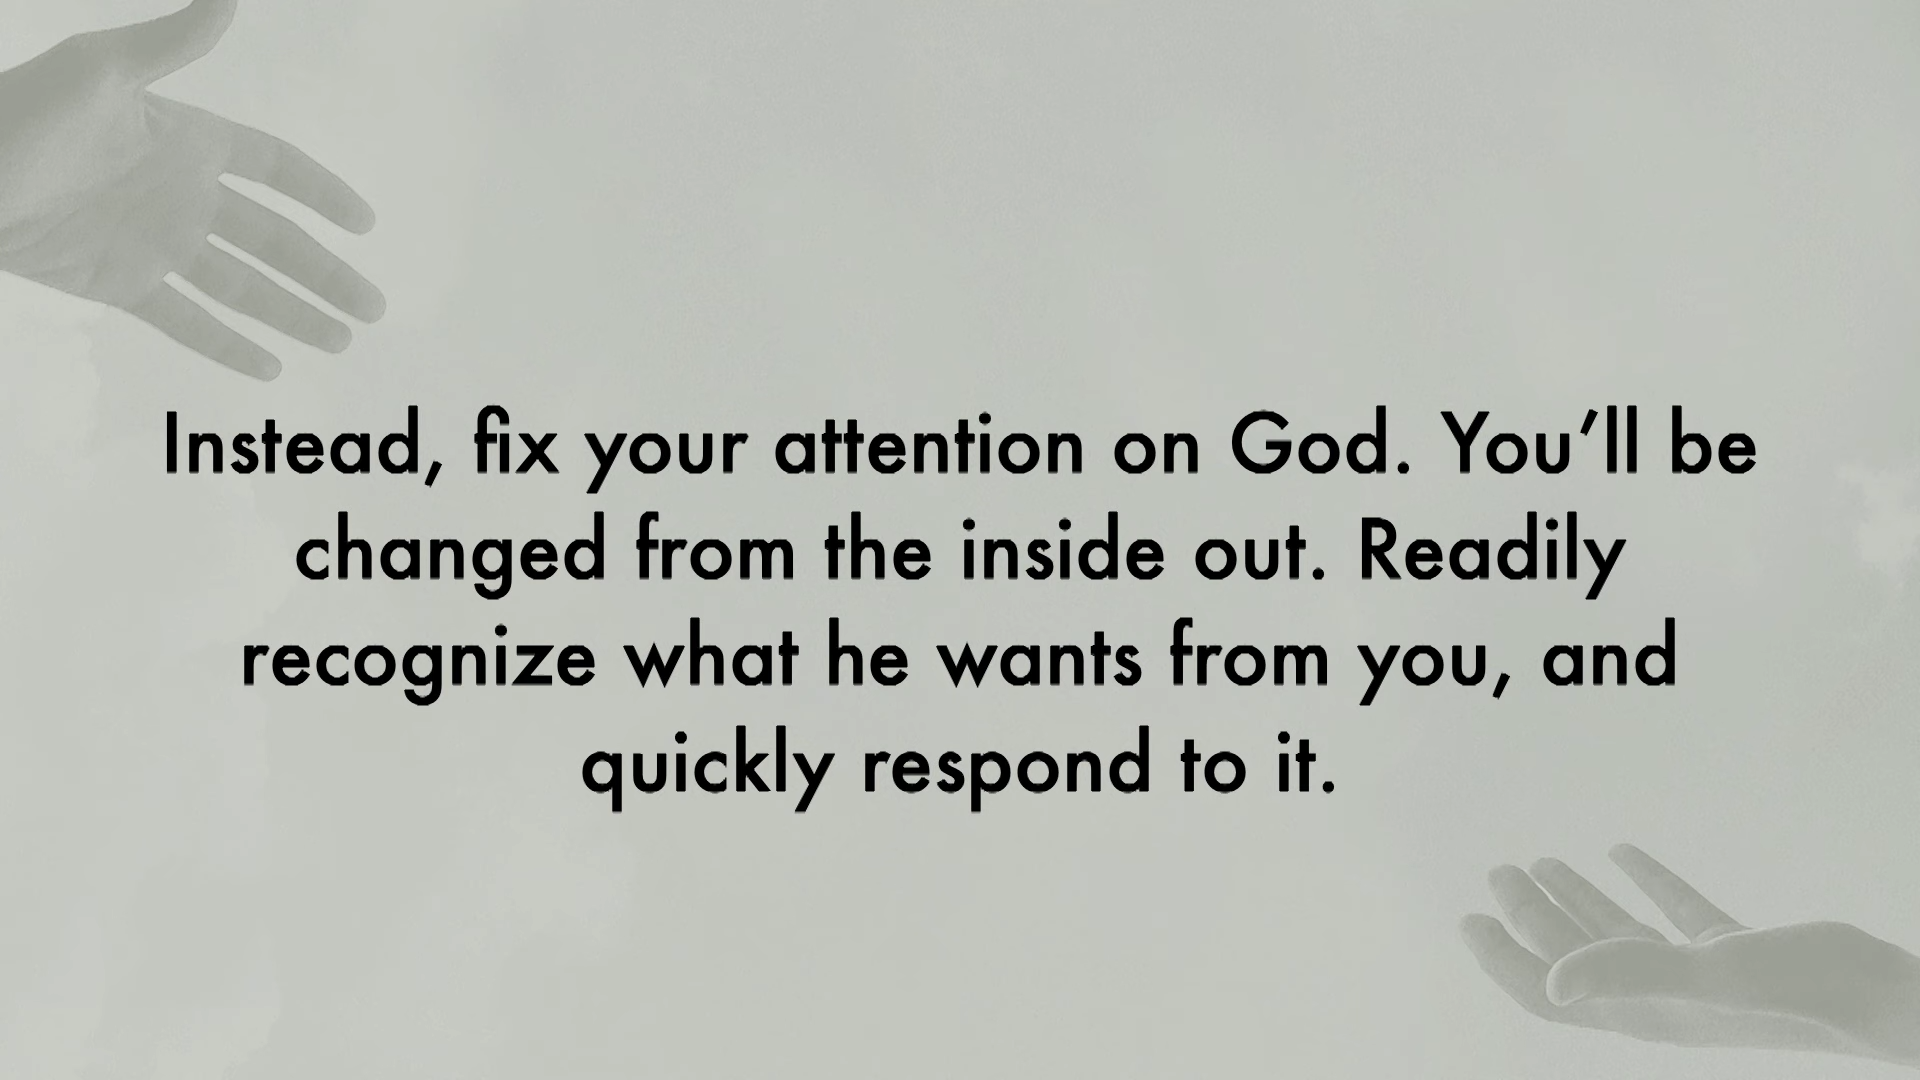 Instead, fix your attention on God. You’ll be
changed from the inside out. Readily
recognize what he wants from you, and
quickly respond to it.